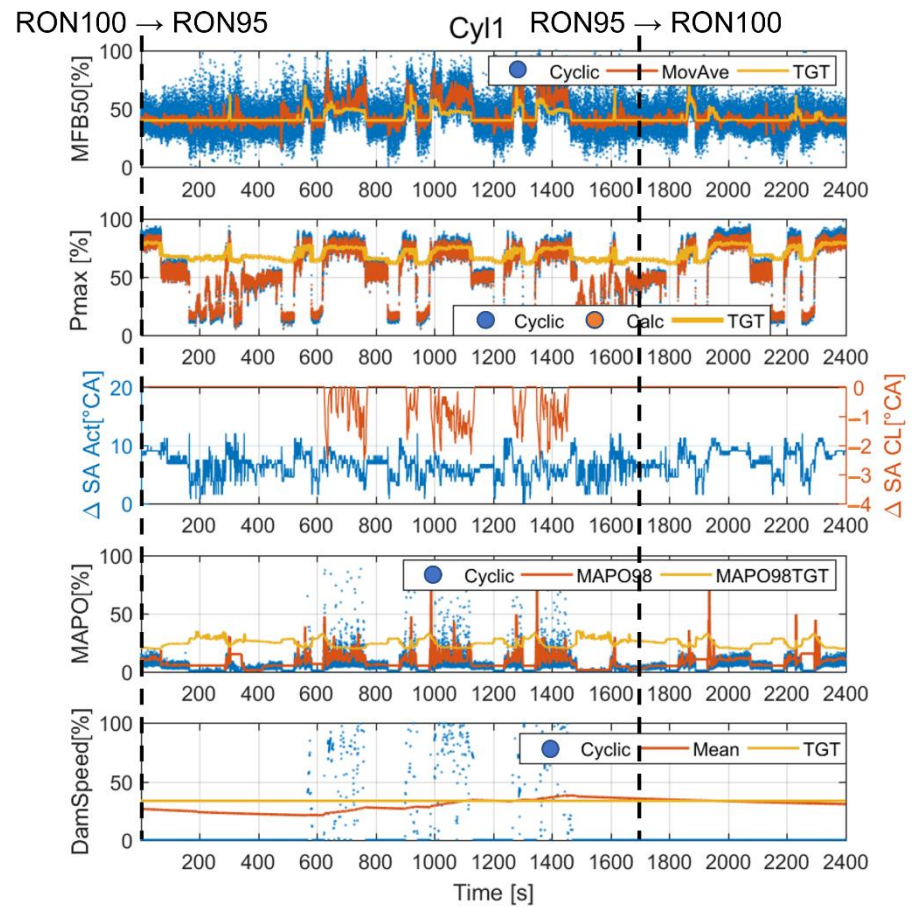 RON100 → RON95
Cyl1
RON95 → RON100
MFB50[%]
100
50
0
Cyclic MovAve TGT
200 400 600 800 1000 1200 1400 1600 1800 2000 2200 2400
Pmax [%]
100
50
0
Cyclic Calc TGT
200 400 600 800 1000 1200 1400 1600 1800 2000 2200 2400
Δ SA Act[°CA]
20
10
0
Δ SA CL[°CA]
0
−1
−2
−3
−4
200 400 600 800 1000 1200 1400 1600 1800 2000 2200 2400
MAPO[%]
100
50
0
Cyclic MAPO98 MAPO98TGT
200 400 600 800 1000 1200 1400 1600 1800 2000 2200 2400
DamSpeed[%]
100
50
0
Cyclic Mean TGT
200 400 600 800 1000 1200 1400 1600 1800 2000 2200 2400
Time [s]